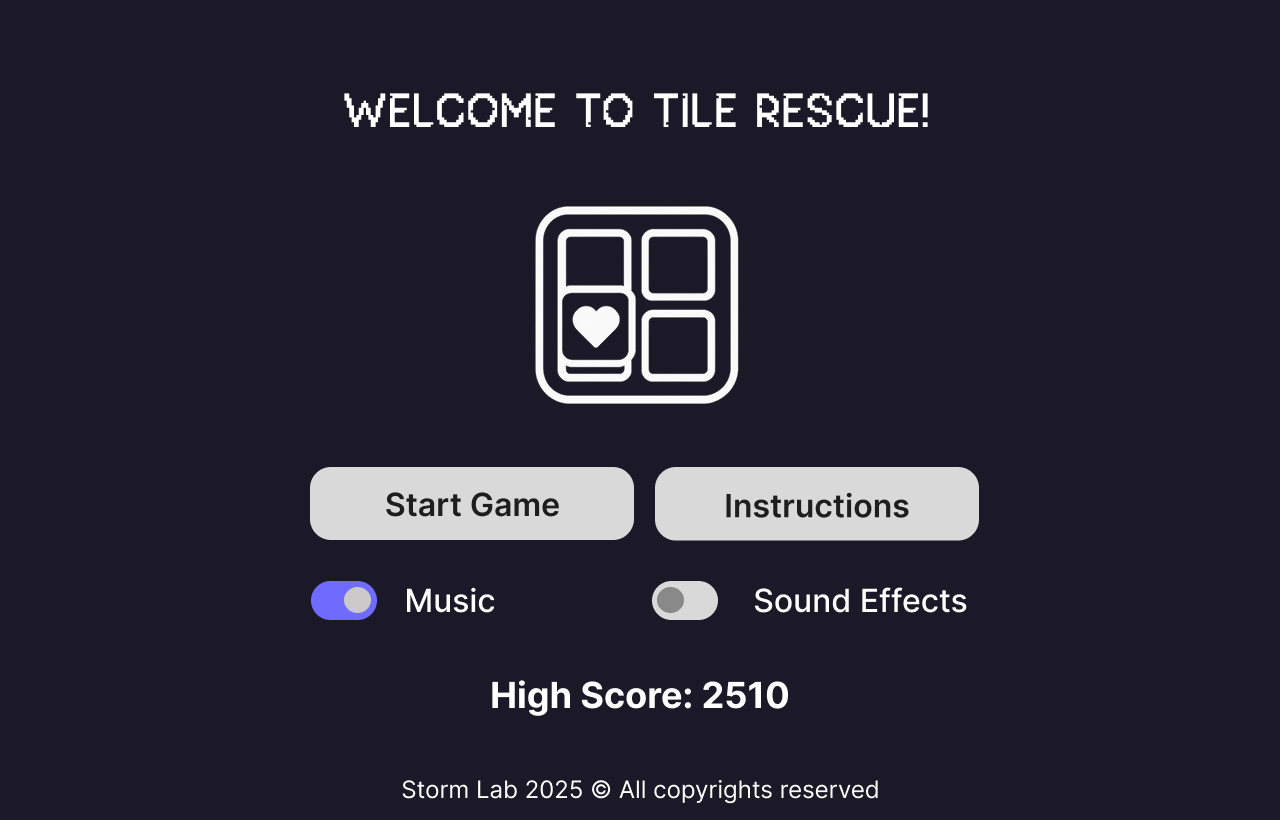 WELCOME TO TILE RESCUE!
Start Game
Instructions
Music
Sound Effects
High Score: 2510
Storm Lab 2025 © All copyrights reserved